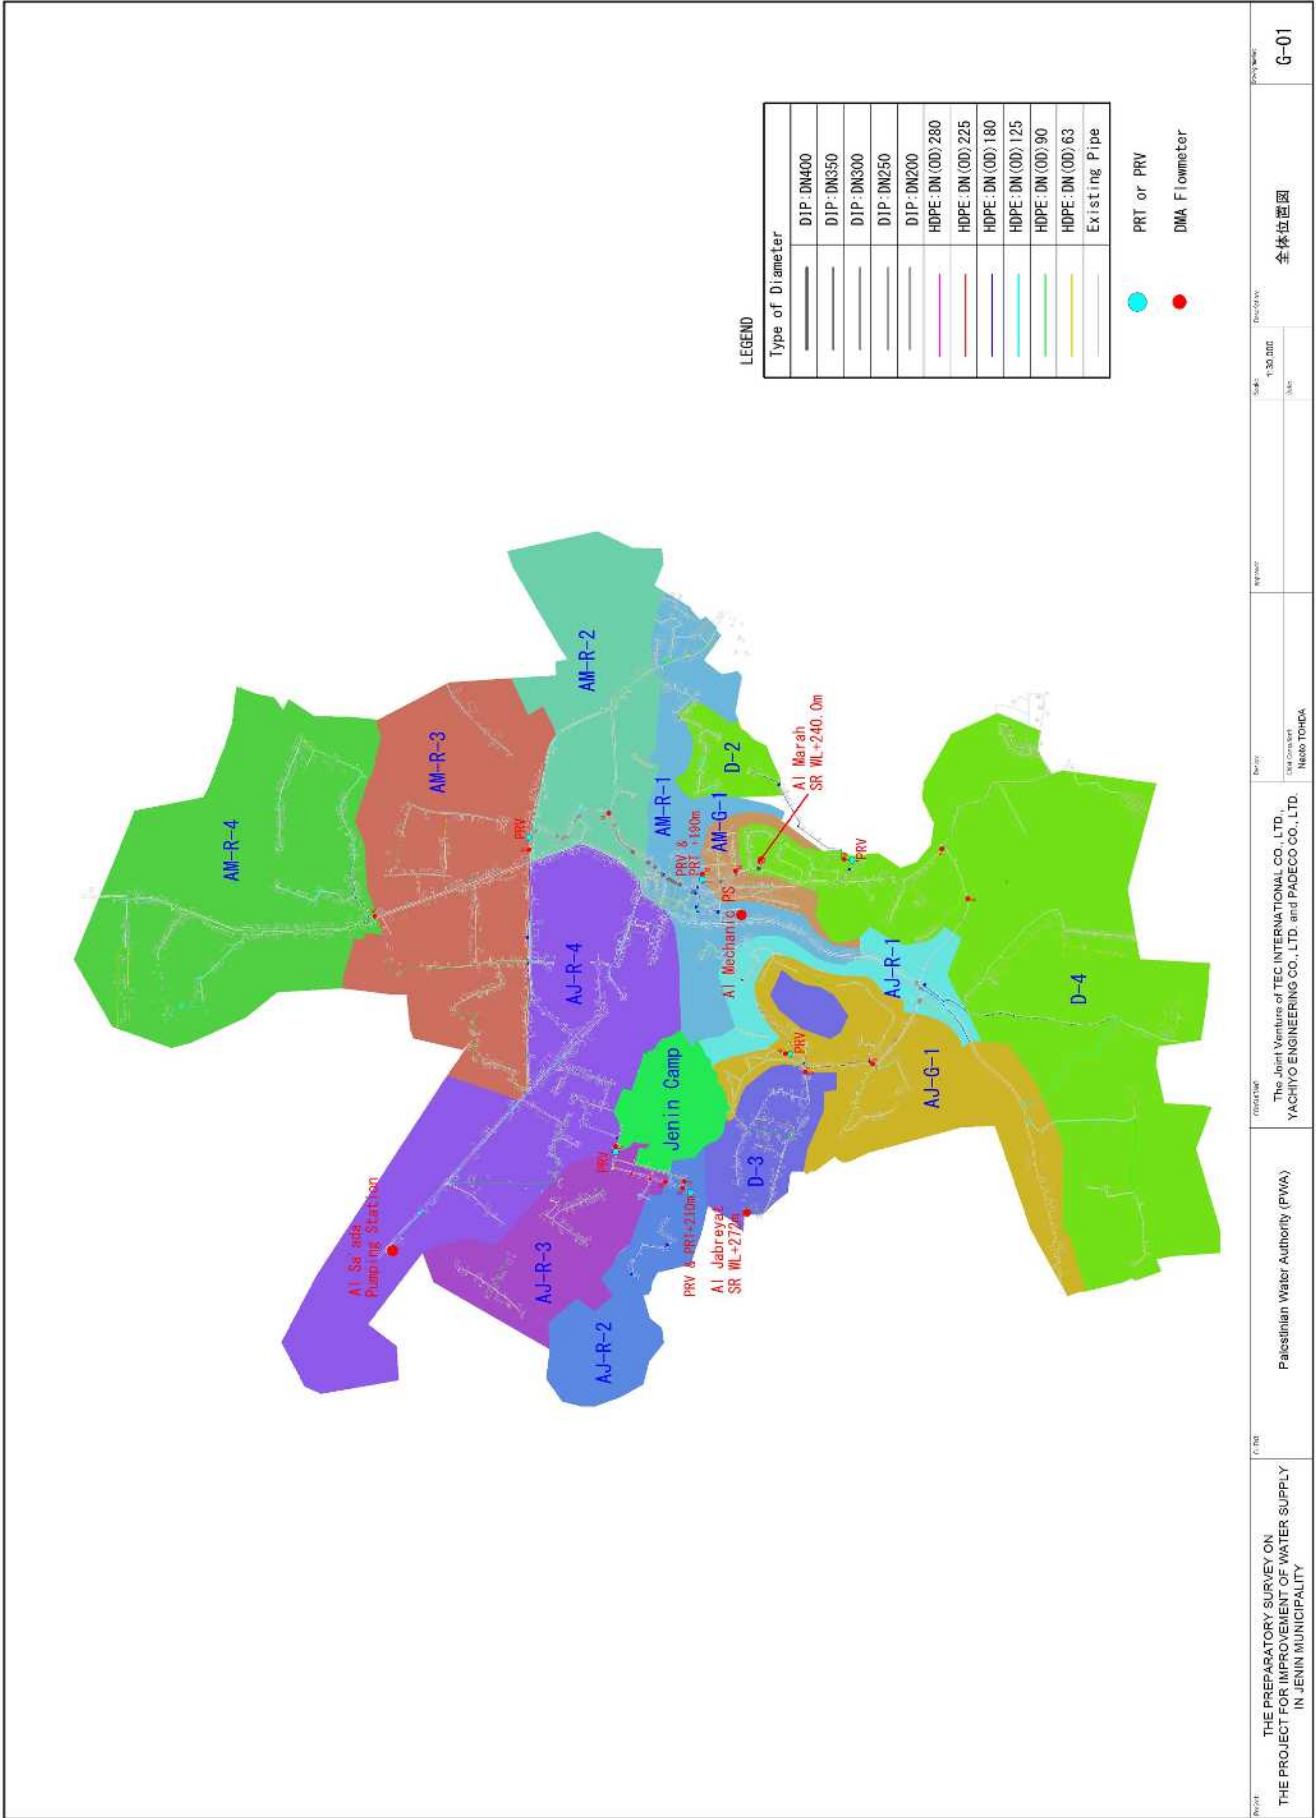 AM-R-4
AM-R-3
AM-R-2
PRV
AM-R-1
AJ-R-4
PRV &
PRT +190m
AM-G-1
D-2
Al Marah
SR WL+240.0m
Al Sa'ada
Pumping Station
AJ-R-3
PRV
Jenin Camp
Al Mechanic PS
PRV
AJ-R-2
PRV & PRT+210m
Al Jabreyat
SR WL+272m
D-3
PRV
AJ-R-1
AJ-G-1
D-4
LEGEND
Type of Diameter
DIP:DN400
DIP:DN350
DIP:DN300
DIP:DN250
DIP:DN200
HDPE:DN(OD)280
HDPE:DN(OD)225
HDPE:DN(OD)180
HDPE:DN(OD)125
HDPE:DN(OD)90
HDPE:DN(OD)63
Existing Pipe
PRT or PRV
DMA Flowmeter
Project
THE PREPARATORY SURVEY ON
THE PROJECT FOR IMPROVEMENT OF WATER SUPPLY
IN JENIN MUNICIPALITY
Palestinian Water Authority (PWA)
The Joint Venture of TEC INTERNATIONAL CO., LTD.,
YACHIYO ENGINEERING CO., LTD. and PADECO CO., LTD.
Naoto TOHDA
Scale
1:30,000
Date
全体位置図
G-01